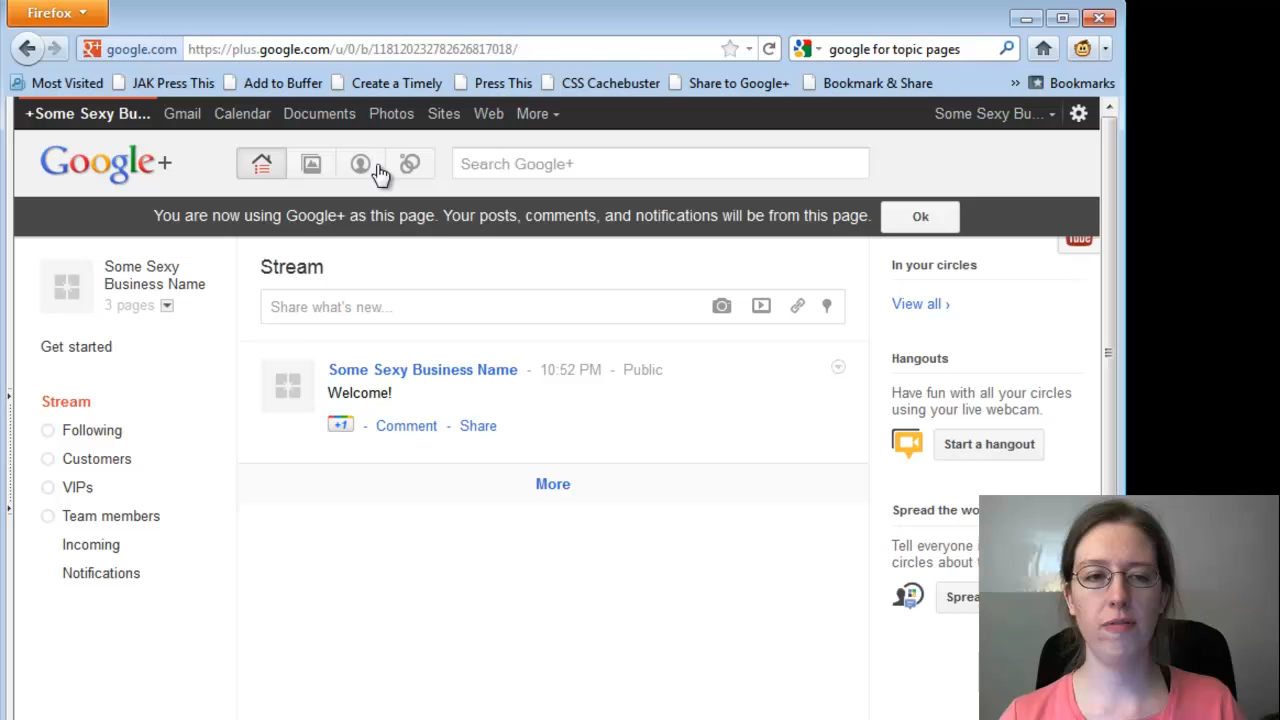 Firefox
google.com https://plus.google.com/u/0/b/118120232782626817018/ google for topic pages
Most Visited JAK Press This Add to Buffer Create a Timely Press This CSS Cachebuster Share to Google+ Bookmark & Share » Bookmarks
+Some Sexy Bu... Gmail Calendar Documents Photos Sites Web More Some Sexy Bu...
Google+ Search Google+
You are now using Google+ as this page. Your posts, comments, and notifications will be from this page. Ok
Some Sexy
Business Name
3 pages
Get started
Stream
Following
Customers
VIPs
Team members
Incoming
Notifications
Stream
Share what's new...
Some Sexy Business Name - 10:52 PM - Public
Welcome!
+1 - Comment - Share
More
You
In your circles
View all ›
Hangouts
Have fun with all your circles
using your live webcam.
Start a hangout
Spread the wo
Tell everyone i
circles about t
Sprea